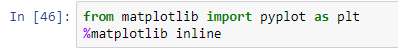 In [46]: from matplotlib import pyplot as plt
%matplotlib inline